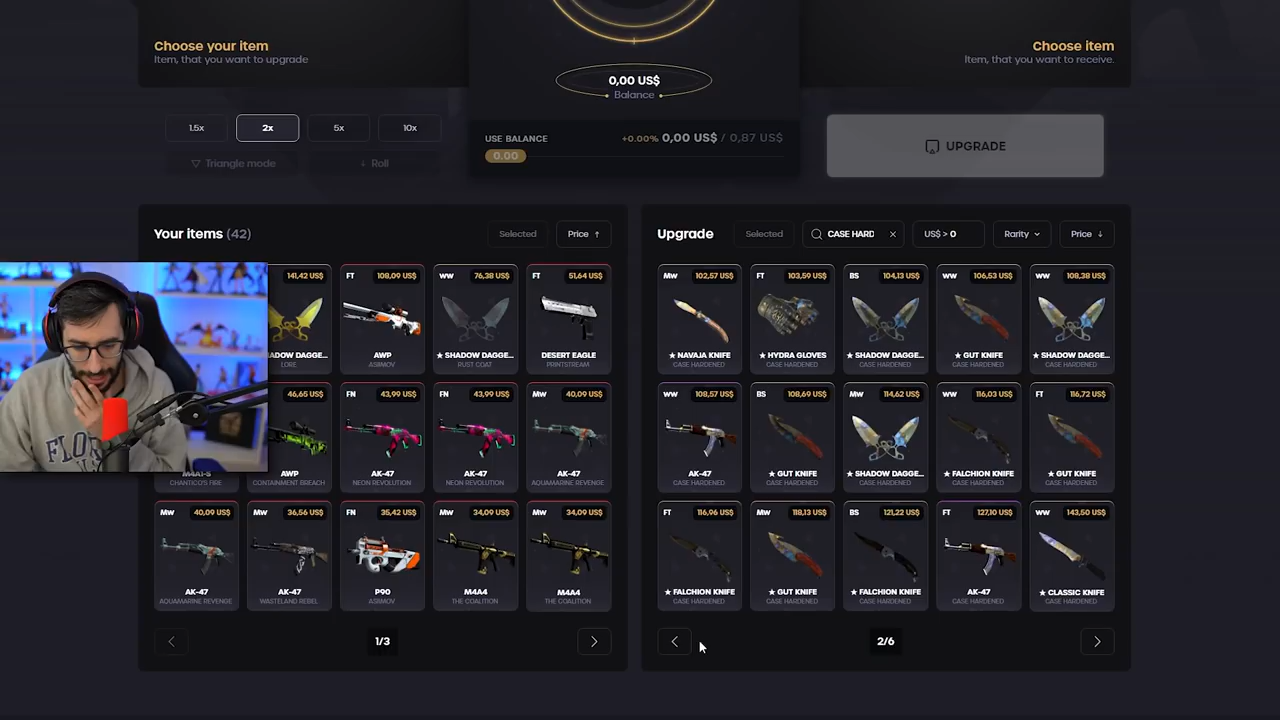 Choose your item
Item, that you want to upgrade
0,00 US$
Balance
Choose item
Item, that you want to receive.
1.5x
2x
5x
10x
Triangle mode
Roll
USE BALANCE
+0.00% 0,00 US$ / 0,87 US$
0.00
UPGRADE
Your items (42)
Selected
Price
Upgrade
Selected
CASE HARD
US$ > 0
Rarity
Price
141,42 US$
ADOW DAGGE...
LORE
FT 108,09 US$
AWP
ASIIMOV
WW 76,38 US$
★ SHADOW DAGGE...
RUST COAT
FT 51,64 US$
DESERT EAGLE
PRINTSTREAM
M4A1-S
CHANTICO'S FIRE
46,65 US$
AWP
CONTAINMENT BREACH
FN 43,99 US$
AK-47
NEON REVOLUTION
FN 43,99 US$
AK-47
NEON REVOLUTION
MW 40,09 US$
AK-47
AQUAMARINE REVENGE
MW 40,09 US$
AK-47
AQUAMARINE REVENGE
MW 36,56 US$
AK-47
WASTELAND REBEL
FN 35,42 US$
P90
ASIIMOV
MW 34,09 US$
M4A4
THE COALITION
MW 34,09 US$
M4A4
THE COALITION
1/3
MW 102,57 US$
★ NAVAJA KNIFE
CASE HARDENED
FT 103,59 US$
★ HYDRA GLOVES
CASE HARDENED
BS 104,13 US$
★ SHADOW DAGGE...
CASE HARDENED
WW 106,53 US$
★ GUT KNIFE
CASE HARDENED
WW 108,38 US$
★ SHADOW DAGGE...
CASE HARDENED
WW 108,57 US$
AK-47
CASE HARDENED
BS 108,69 US$
★ GUT KNIFE
CASE HARDENED
MW 114,62 US$
★ SHADOW DAGGE...
CASE HARDENED
WW 116,03 US$
★ FALCHION KNIFE
CASE HARDENED
FT 116,72 US$
★ GUT KNIFE
CASE HARDENED
FT 116,96 US$
★ FALCHION KNIFE
CASE HARDENED
MW 118,13 US$
★ GUT KNIFE
CASE HARDENED
BS 121,22 US$
★ FALCHION KNIFE
CASE HARDENED
FT 127,10 US$
AK-47
CASE HARDENED
WW 143,50 US$
★ CLASSIC KNIFE
CASE HARDENED
2/6
FLO